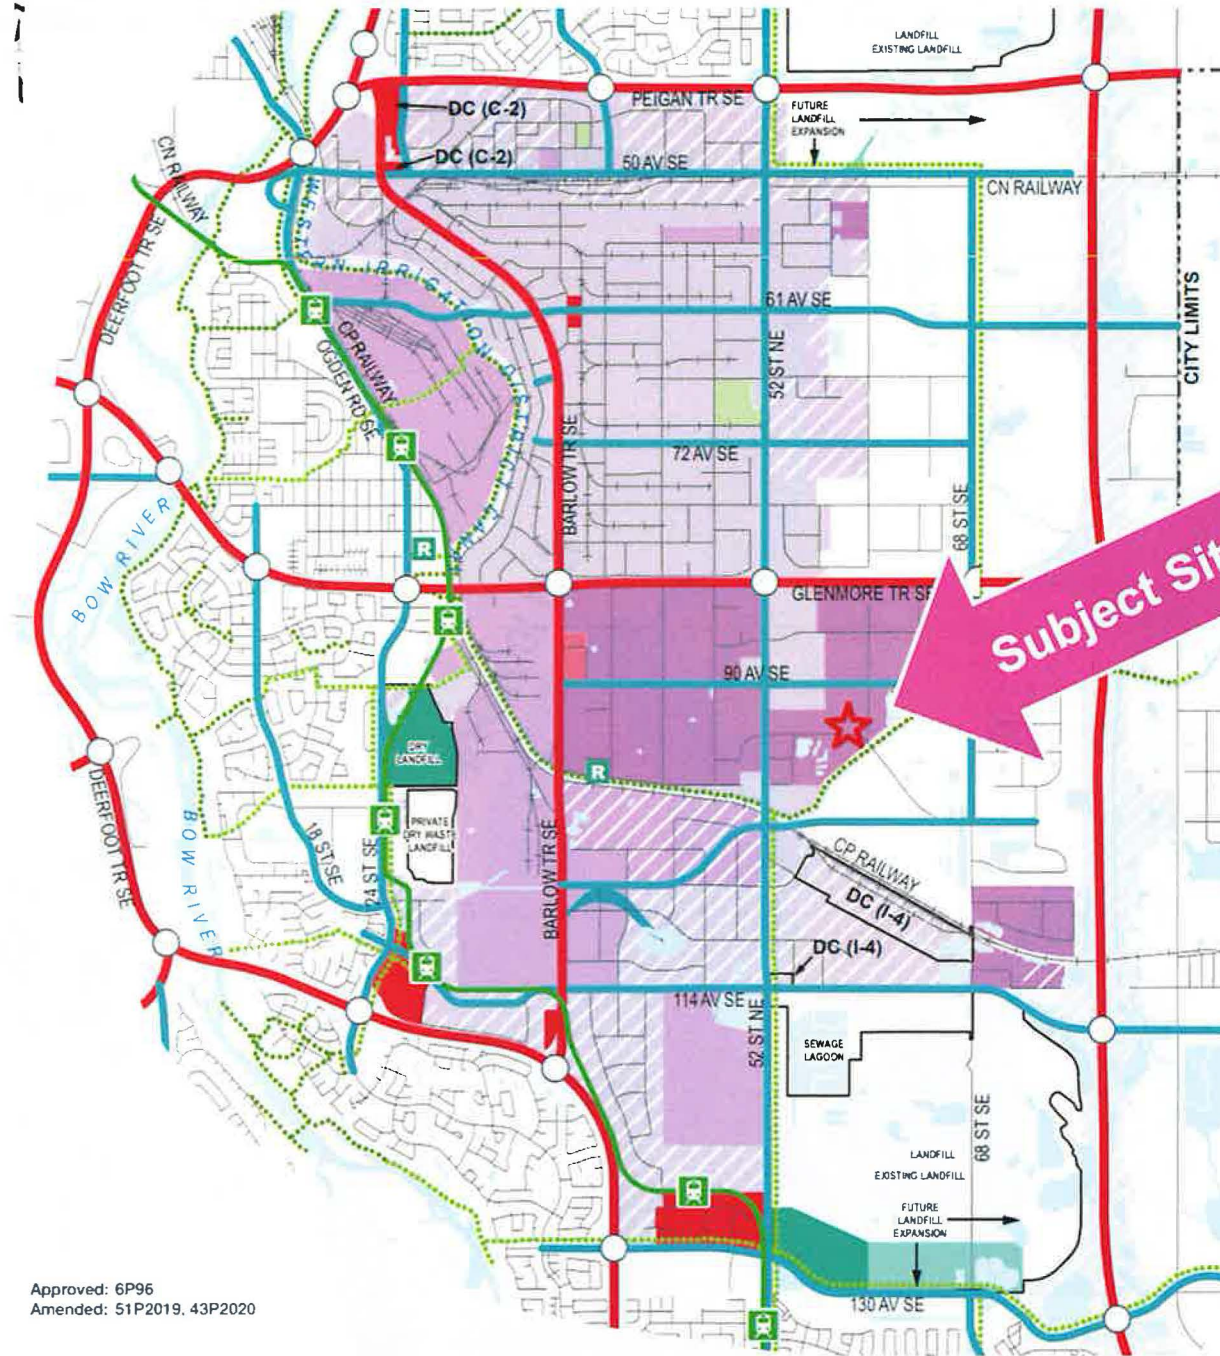 LANDFILL
EXISTING LANDFILL
DC (C-2)
PEIGAN TR SE
FUTURE
LANDFILL
EXPANSION
DC (C-2)
50 AV SE
CN RAILWAY
CN RAILWAY
WESTERN IRRIGATION DISTRICT CANAL
DEERFOOT TR SE
61 AV SE
CITY LIMITS
CP RAILWAY
OGDEN RD SE
52 ST NE
BARLOW TR SE
72 AV SE
68 ST SE
BOW RIVER
R
GLENMORE TR SE
Subject Sit
90 AV SE
DRY
LANDFILL
R
DEERFOOT TR SE
BOW RIVER
18 ST SE
24 ST SE
PRIVATE
DRY WASTE
LANDFILL
BARLOW TR SE
CP RAILWAY
DC (I-4)
DC (I-4)
114 AV SE
52 ST NE
SEWAGE
LAGOON
68 ST SE
LANDFILL
EXISTING LANDFILL
FUTURE
LANDFILL
EXPANSION
130 AV SE
Approved: 6P96
Amended: 51P2019, 43P2020